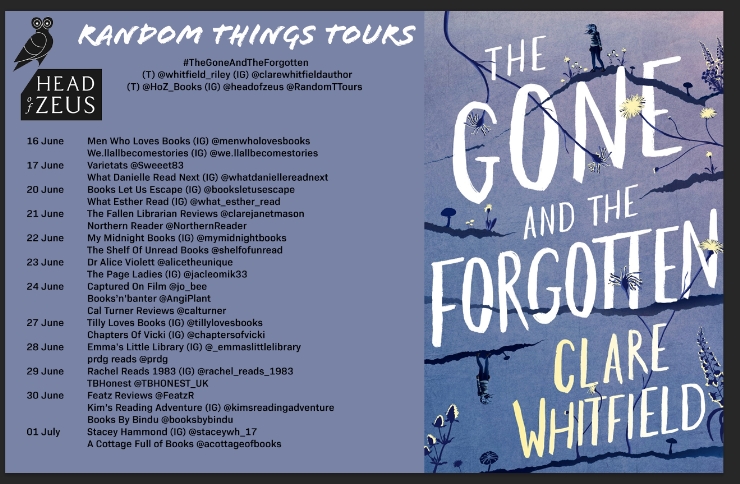 RANDOM THINGS TOURS
HEAD
of ZEUS
#TheGoneAndTheForgotten
(T) @whitfield_riley (IG) @clarewhitfieldauthor
(T) @HoZ_Books (IG) @headofzeus @RandomTTours
16 June Men Who Loves Books (IG) @menwholovesbooks
We.llallbecomestories (IG) @we.llallbecomestories
17 June Varietats @Sweeet83
What Danielle Read Next (IG) @whatdaniellereadnext
20 June Books Let Us Escape (IG) @booksletusescape
What Esther Read (IG) @what_esther_read
21 June The Fallen Librarian Reviews @clarejanetmason
Northern Reader @NorthernReader
22 June My Midnight Books (IG) @mymidnightbooks
The Shelf Of Unread Books @shelfofunread
23 June Dr Alice Violett @alicetheunique
The Page Ladies (IG) @jacleomik33
24 June Captured On Film @jo_bee
Books'n'banter @AngiPlant
Cal Turner Reviews @calturner
27 June Tilly Loves Books (IG) @tillylovesbooks
Chapters Of Vicki (IG) @chaptersofvicki
28 June Emma's Little Library (IG) @_emmaslittlelibrary
prdg reads @prdg
29 June Rachel Reads 1983 (IG) @rachel_reads_1983
TBHonest @TBHONEST_UK
30 June Featz Reviews @FeatzR
Kim's Reading Adventure (IG) @kimsreadingadventure
Books By Bindu @booksbybindu
01 July Stacey Hammond (IG) @staceywh_17
A Cottage Full of Books @acottageofbooks
THE
GONE
AND THE
FORGOTTEN
CLARE
WHITFIELD